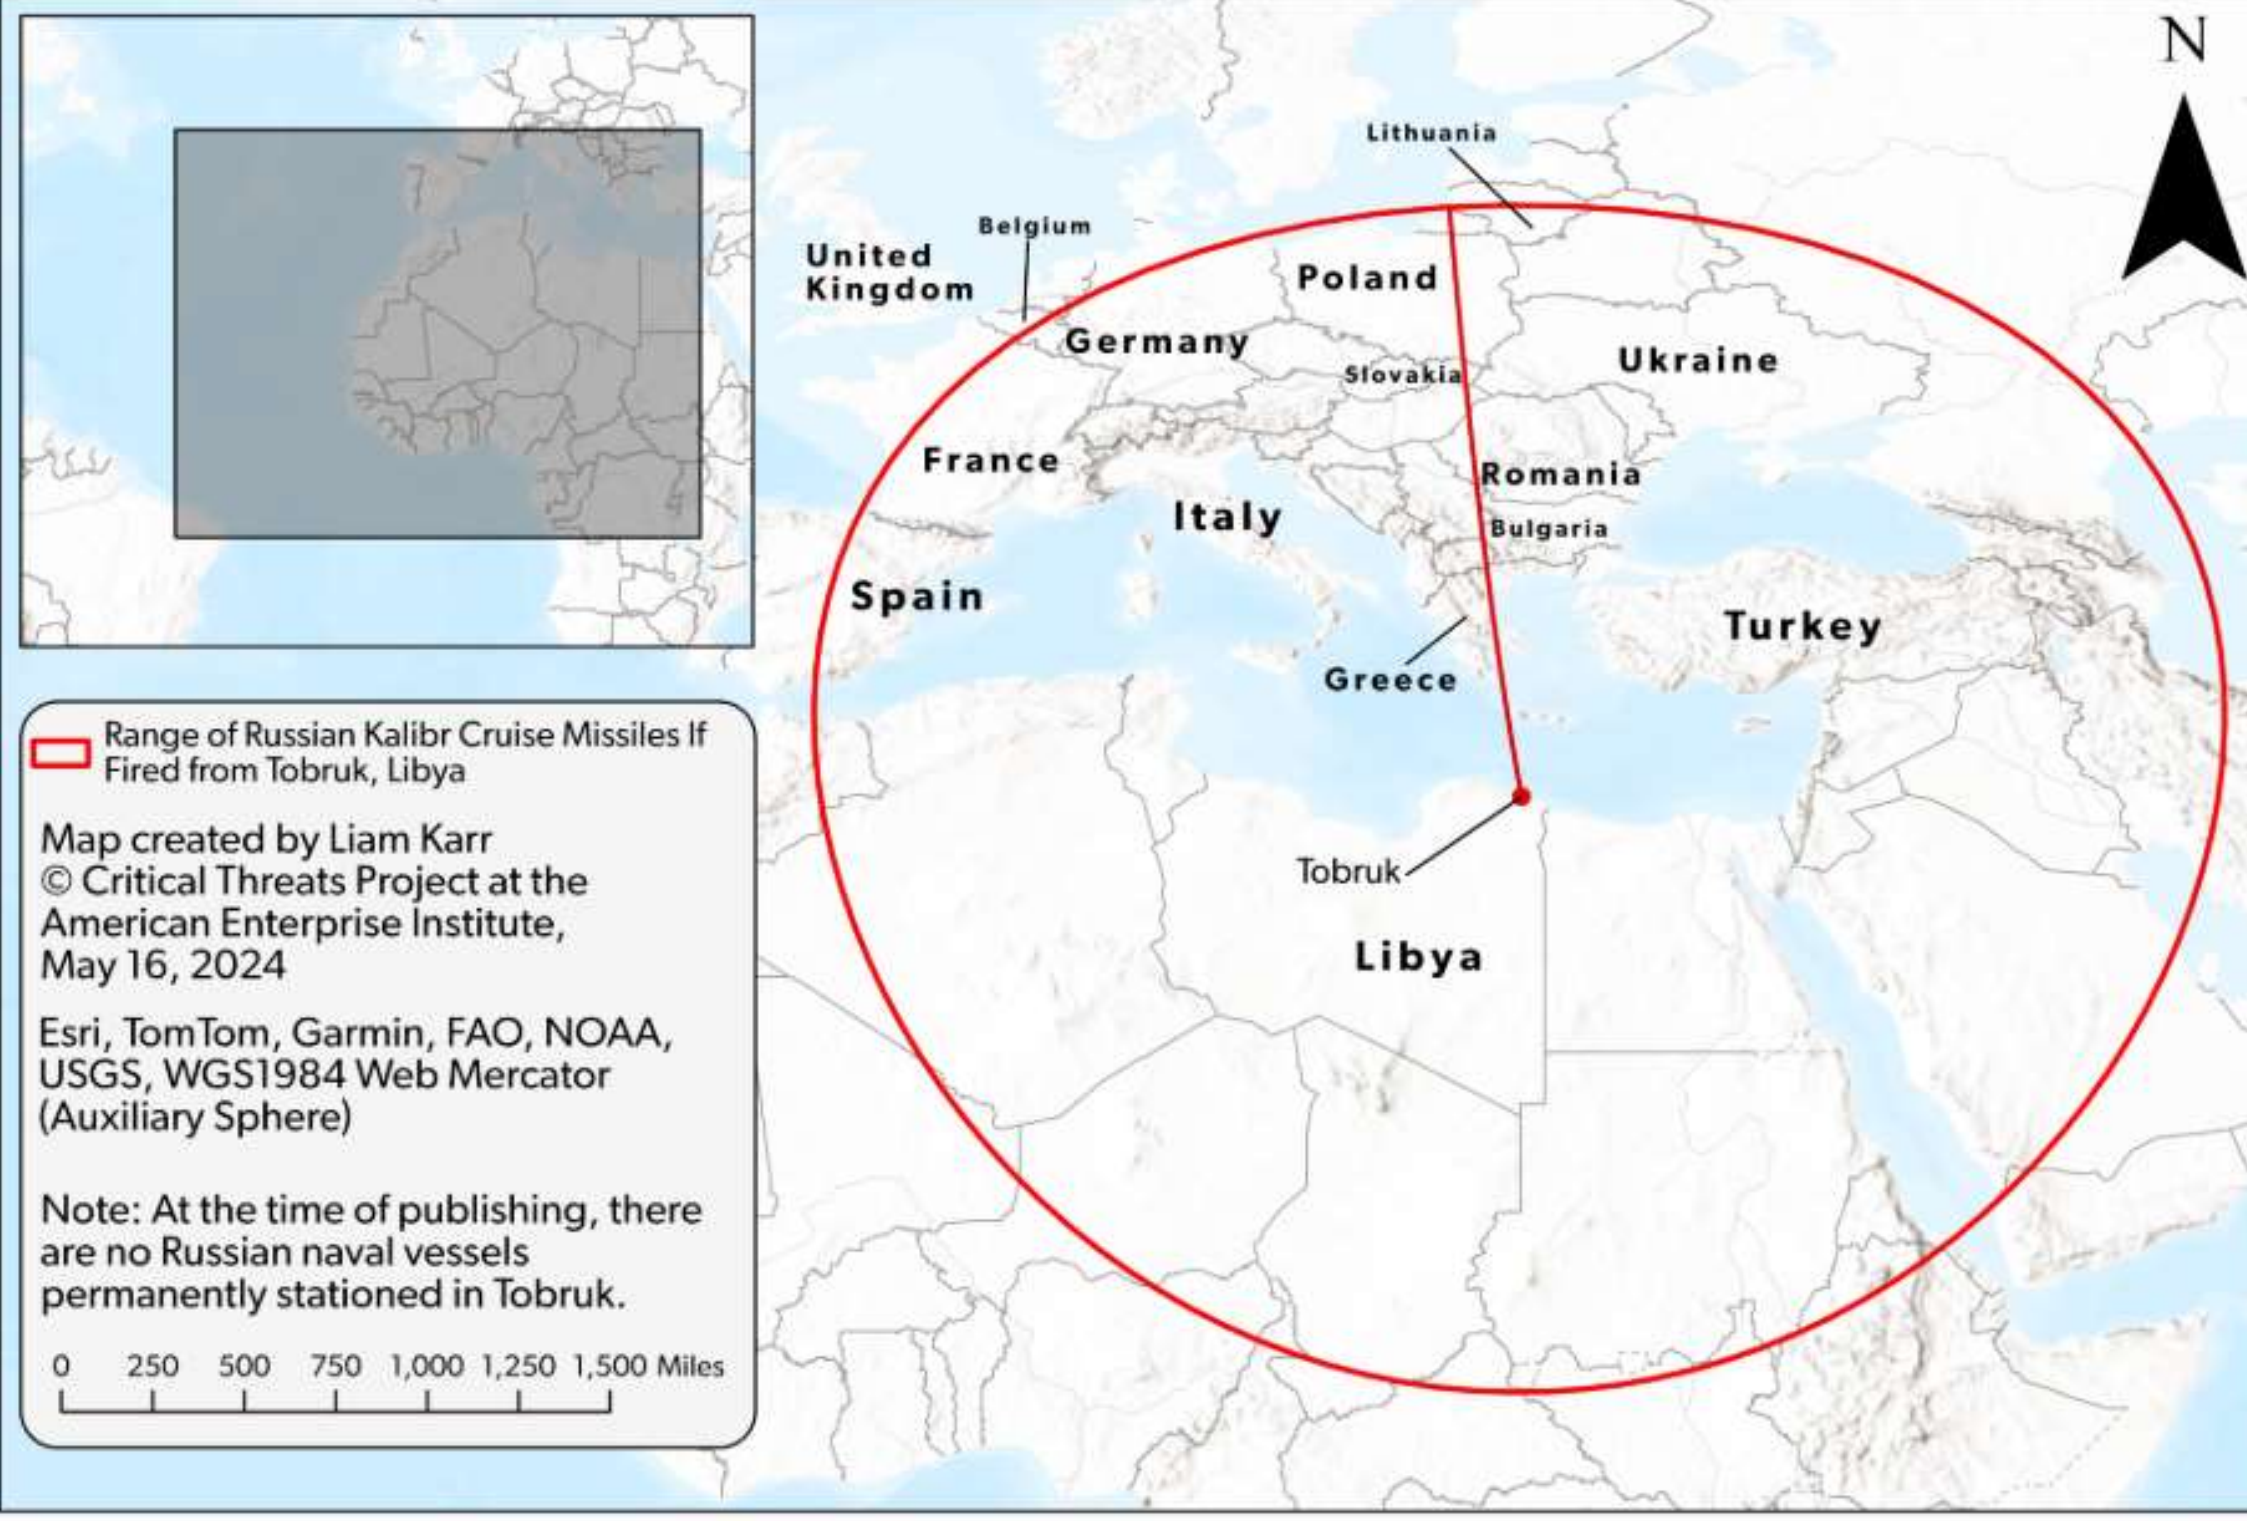 N
Lithuania
Belgium
United
Kingdom
Poland
Germany
Slovakia
Ukraine
France
Romania
Italy
Bulgaria
Spain
Turkey
Greece
Tobruk
Libya
Range of Russian Kalibr Cruise Missiles If
Fired from Tobruk, Libya
Map created by Liam Karr
© Critical Threats Project at the
American Enterprise Institute,
May 16, 2024
Esri, TomTom, Garmin, FAO, NOAA,
USGS, WGS1984 Web Mercator
(Auxiliary Sphere)
Note: At the time of publishing, there
are no Russian naval vessels
permanently stationed in Tobruk.
0 250 500 750 1,000 1,250 1,500 Miles